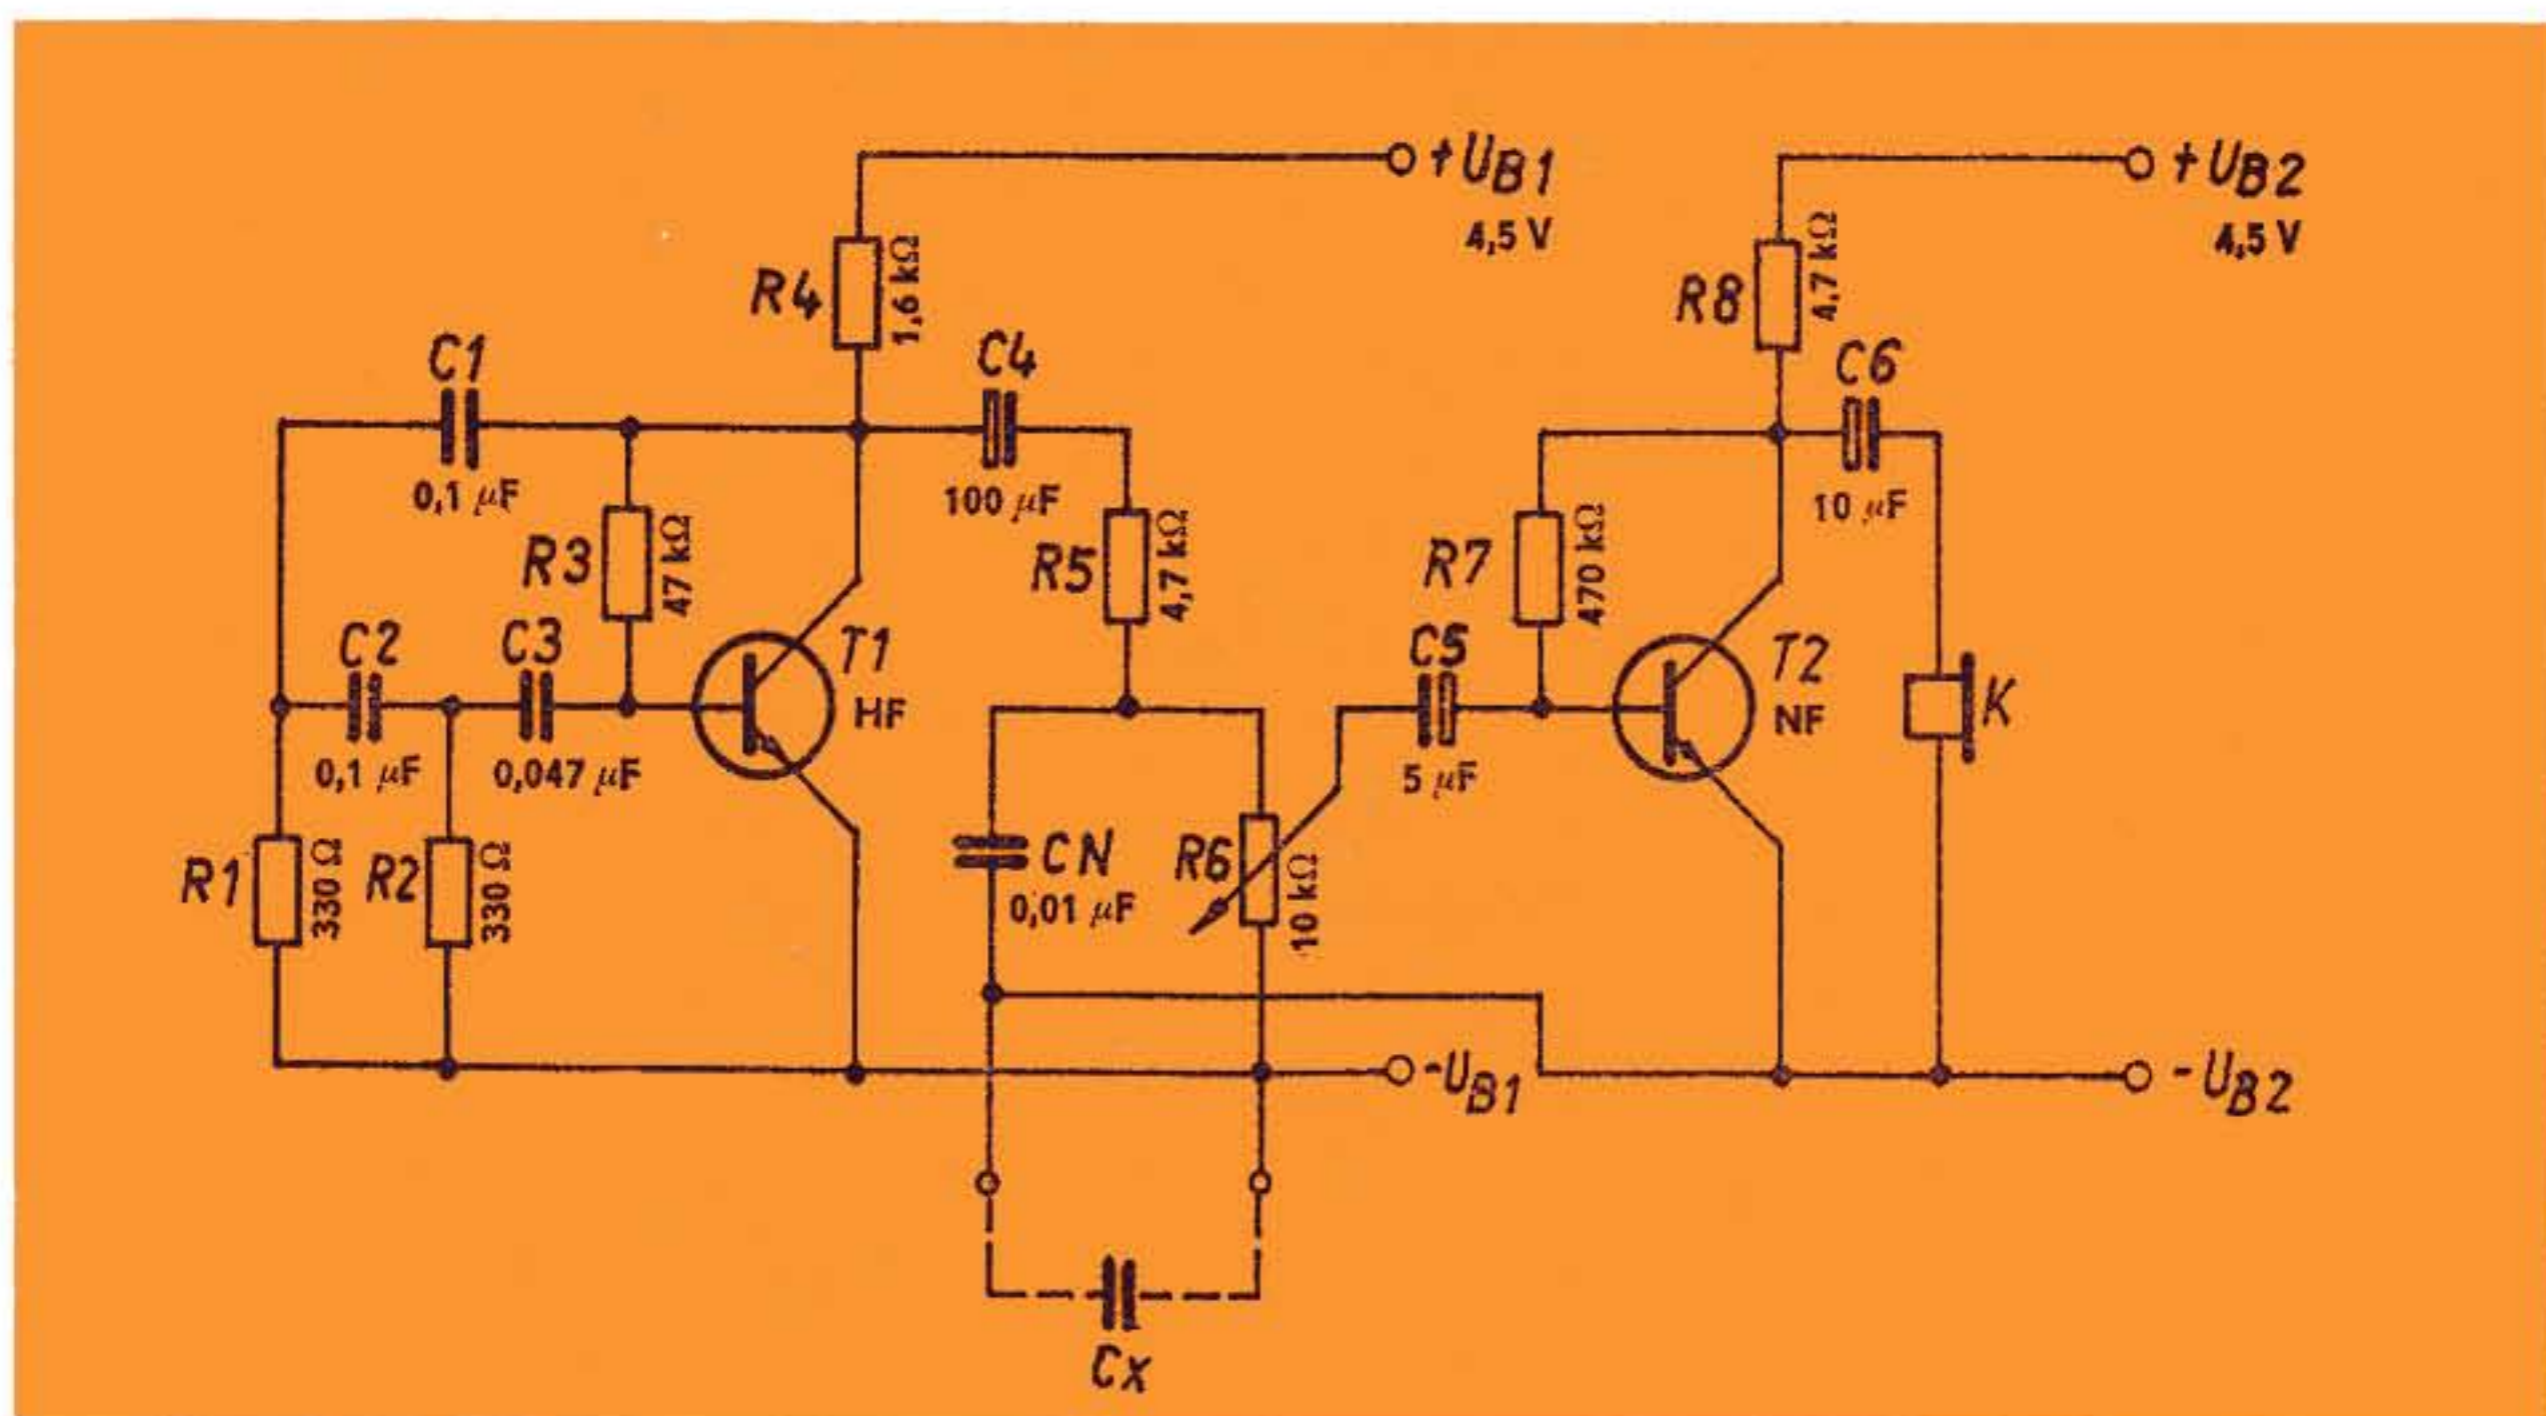 +UB1
4,5 V
+UB2
4,5 V
R4
1,6 kΩ
R8
4,7 kΩ
C1
0,1 μF
C4
100 μF
C6
10 μF
R3
47 kΩ
R5
4,7 kΩ
R7
470 kΩ
C2
0,1 μF
C3
0,047 μF
T1
HF
C5
5 μF
T2
NF
K
R1
330 Ω
R2
330 Ω
CN
0,01 μF
R6
10 kΩ
-UB1
-UB2
Cx